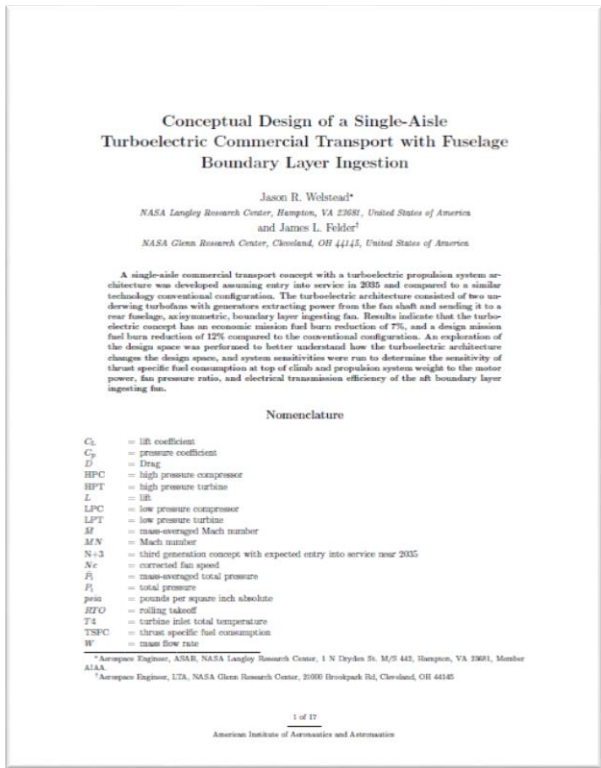 Conceptual Design of a Single-Aisle
Turboelectric Commercial Transport with Fuselage
Boundary Layer Ingestion
Jason R. Welstead*
NASA Langley Research Center, Hampton, VA 23681, United States of America
and James L. Felder†
NASA Glenn Research Center, Cleveland, OH 44145, United States of America
A single-aisle commercial transport concept with a turboelectric propulsion system ar-
chitecture was developed assuming entry into service in 2035 and compared to a similar
technology conventional configuration. The turboelectric architecture consisted of two un-
derwing turbofans with generators extracting power from the fan shaft and sending it to a
rear fuselage, axisymmetric, boundary layer ingesting fan. Results indicate that the turbo-
electric concept has an economic mission fuel burn reduction of 7%, and a design mission
fuel burn reduction of 12% compared to the conventional configuration. An exploration
of the design space was performed to better understand how the turboelectric architecture
changes the design space, and system sensitivities were run to determine the sensitivity of
thrust specific fuel consumption at top of climb and propulsion system weight to the motor
power, fan pressure ratio, and electrical transmission efficiency of the aft boundary layer
ingesting fan.
Nomenclature
C_L = lift coefficient
C_p = pressure coefficient
D = Drag
HPC = high pressure compressor
HPT = high pressure turbine
L = lift
LPC = low pressure compressor
LPT = low pressure turbine
M̄ = mass-averaged Mach number
MN = Mach number
N+3 = third generation concept with expected entry into service near 2035
Nc = corrected fan speed
P̄_t = mass-averaged total pressure
P_t = total pressure
psia = pounds per square inch absolute
RTO = rolling takeoff
T4 = turbine inlet total temperature
TSFC = thrust specific fuel consumption
W = mass flow rate
*Aerospace Engineer, ASAB, NASA Langley Research Center, 1 N Dryden St. M/S 442, Hampton, VA 23681, Member
AIAA.
†Aerospace Engineer, LTA, NASA Glenn Research Center, 21000 Brookpark Rd, Cleveland, OH 44145
1 of 17
American Institute of Aeronautics and Astronautics